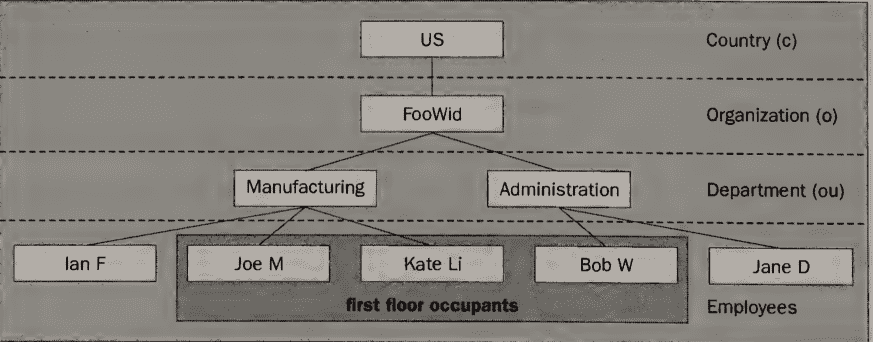 US
Country (c)
FooWid
Organization (o)
Manufacturing
Administration
Department (ou)
Ian F
Joe M
Kate Li
Bob W
Jane D
first floor occupants
Employees